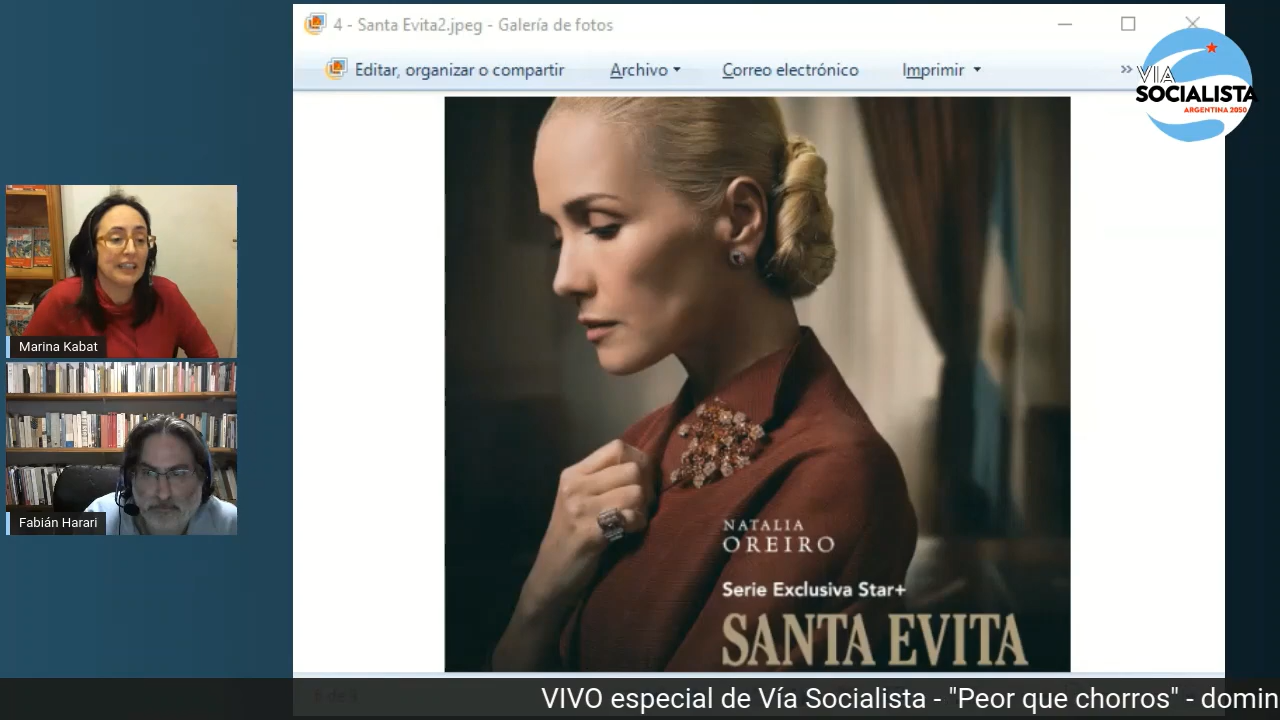 4 - Santa Evita2.jpeg - Galería de fotos
Editar, organizar o compartir Archivo Correo electrónico Imprimir »
VIA
SOCIALISTA
ARGENTINA 2050
Marina Kabat
Fabián Harari
NATALIA
OREIRO
Serie Exclusiva Star+
SANTA EVITA
VIVO especial de Vía Socialista - "Peor que chorros" - domin